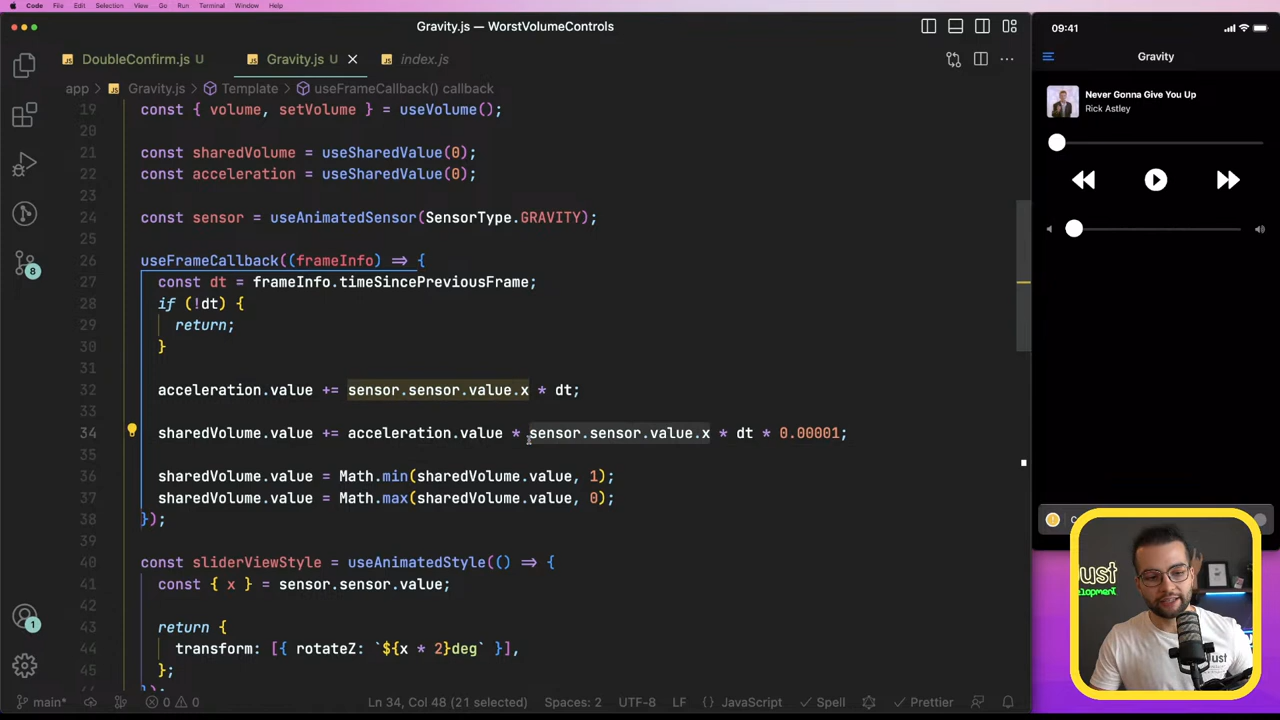 Code File Edit Selection View Go Run Terminal Window Help
Gravity.js — WorstVolumeControls
DoubleConfirm.js U Gravity.js U index.js
app > Gravity.js > Template > useFrameCallback() callback
19 const { volume, setVolume } = useVolume();
20
21 const sharedVolume = useSharedValue(0);
22 const acceleration = useSharedValue(0);
23
24 const sensor = useAnimatedSensor(SensorType.GRAVITY);
25
26 useFrameCallback((frameInfo) => {
27 const dt = frameInfo.timeSincePreviousFrame;
28 if (!dt) {
29 return;
30 }
31
32 acceleration.value += sensor.sensor.value.x * dt;
33
34 sharedVolume.value += acceleration.value * sensor.sensor.value.x * dt * 0.00001;
35
36 sharedVolume.value = Math.min(sharedVolume.value, 1);
37 sharedVolume.value = Math.max(sharedVolume.value, 0);
38 });
39
40 const sliderViewStyle = useAnimatedStyle(() => {
41 const { x } = sensor.sensor.value;
42
43 return {
44 transform: [{ rotateZ: `${x * 2}deg` }],
45 };
8
1
main* 0 0 Ln 34, Col 48 (21 selected) Spaces: 2 UTF-8 LF {} JavaScript Spell Prettier
09:41
Gravity
Never Gonna Give You Up
Rick Astley